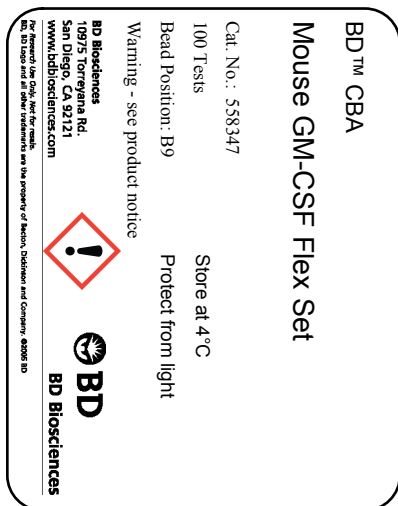 BD™ CBA
Mouse GM-CSF Flex Set
Cat. No.: 558347
100 Tests
Store at 4°C
Bead Position: B9
Protect from light
Warning - see product notice
BD Biosciences
10975 Torreyana Rd.
San Diego, CA 92121
www.bdbiosciences.com
BD
BD Biosciences
For Research Use Only. Not for resale.
BD, BD Logo and all other trademarks are the property of Becton, Dickinson and Company. ©2005 BD